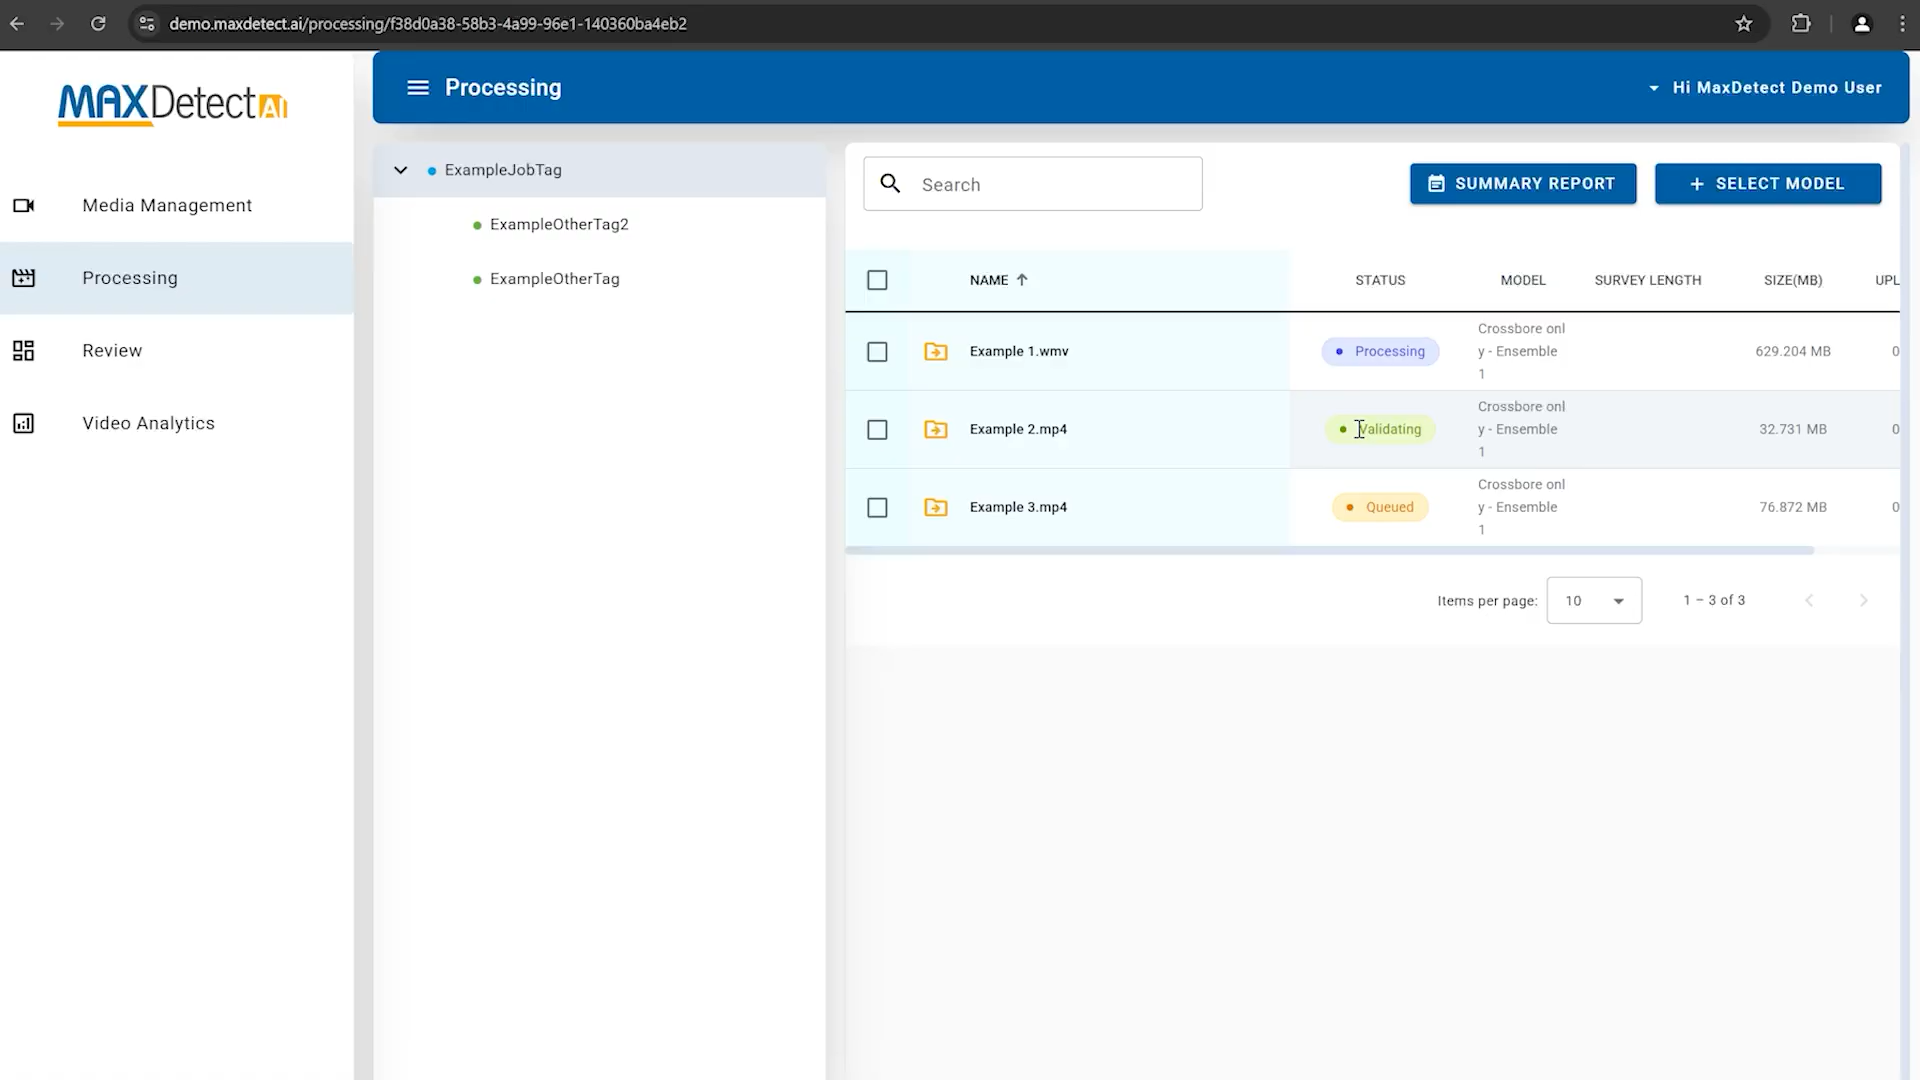 demo.maxdetect.ai/processing/f38d0a38-58b3-4a99-96e1-140360ba4eb2
MAXDetectAI
Processing
Hi MaxDetect Demo User
Media Management
Processing
Review
Video Analytics
ExampleJobTag
ExampleOtherTag2
ExampleOtherTag
Search
SUMMARY REPORT
+ SELECT MODEL
NAME STATUS MODEL SURVEY LENGTH SIZE(MB) UPL
Example 1.wmv Processing Crossbore onl
y - Ensemble
1
629.204 MB 0
Example 2.mp4 Validating Crossbore onl
y - Ensemble
1
32.731 MB 0
Example 3.mp4 Queued Crossbore onl
y - Ensemble
1
76.872 MB 0
Items per page: 10 1 – 3 of 3